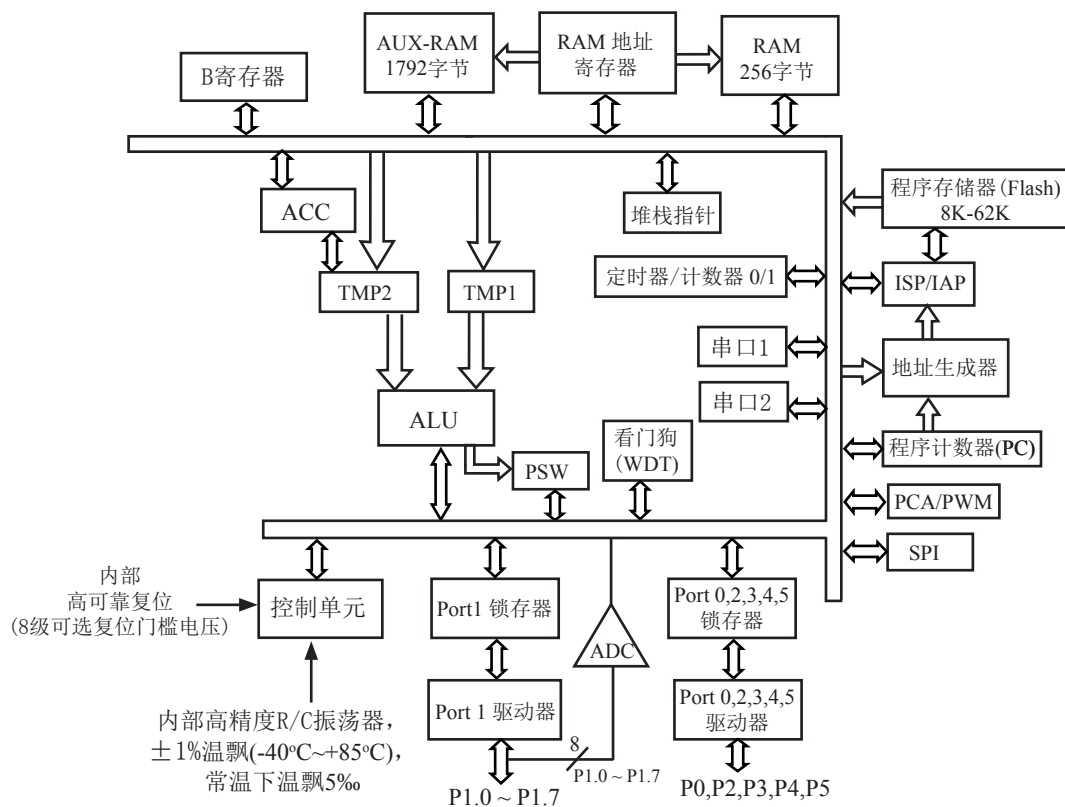 B寄存器
AUX-RAM
1792字节
RAM 地址
寄存器
RAM
256字节
ACC
堆栈指针
程序存储器(Flash)
8K-62K
TMP2
TMP1
定时器/计数器 0/1
ISP/IAP
串口1
地址生成器
串口2
ALU
看门狗
(WDT)
程序计数器(PC)
PSW
PCA/PWM
SPI
内部
高可靠复位
(8级可选复位门槛电压)
控制单元
Port1 锁存器
ADC
Port 0,2,3,4,5
锁存器
内部高精度R/C振荡器,
±1%温飘(-40°C~+85°C),
常温下温飘5‰
Port 1 驱动器
Port 0,2,3,4,5
驱动器
8
P1.0 ~ P1.7
P1.0 ~ P1.7
P0,P2,P3,P4,P5